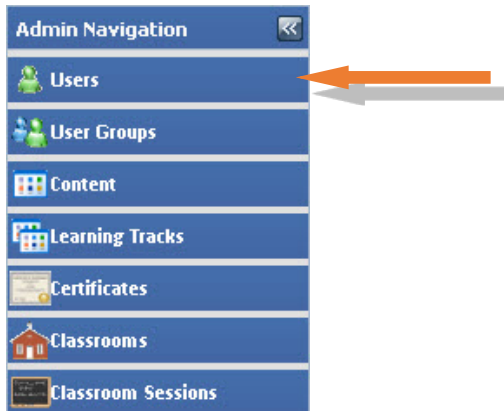 Admin Navigation
Users
User Groups
Content
Learning Tracks
Certificates
Classrooms
Classroom Sessions